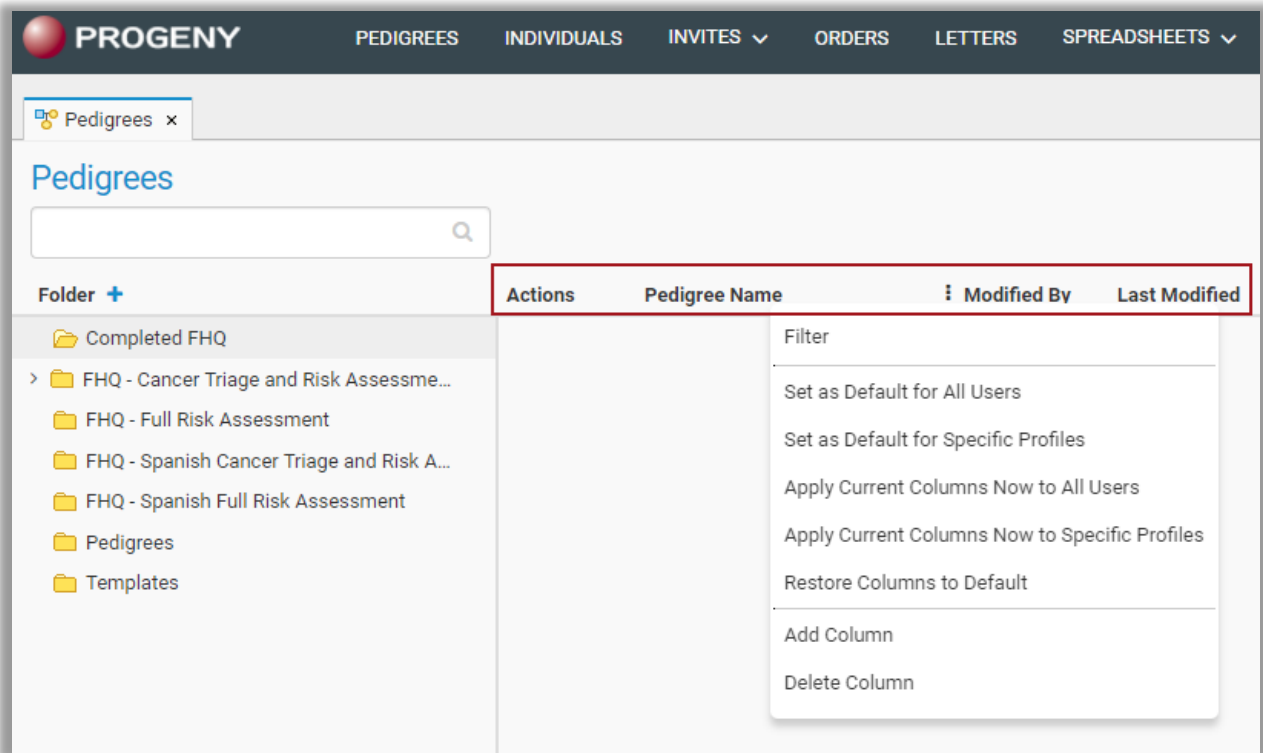 PROGENY PEDIGREES INDIVIDUALS INVITES ORDERS LETTERS SPREADSHEETS
Pedigrees ×
Pedigrees
Folder + Actions Pedigree Name Modified By Last Modified
Completed FHQ
FHQ - Cancer Triage and Risk Assessme...
FHQ - Full Risk Assessment
FHQ - Spanish Cancer Triage and Risk A...
FHQ - Spanish Full Risk Assessment
Pedigrees
Templates
Filter
Set as Default for All Users
Set as Default for Specific Profiles
Apply Current Columns Now to All Users
Apply Current Columns Now to Specific Profiles
Restore Columns to Default
Add Column
Delete Column